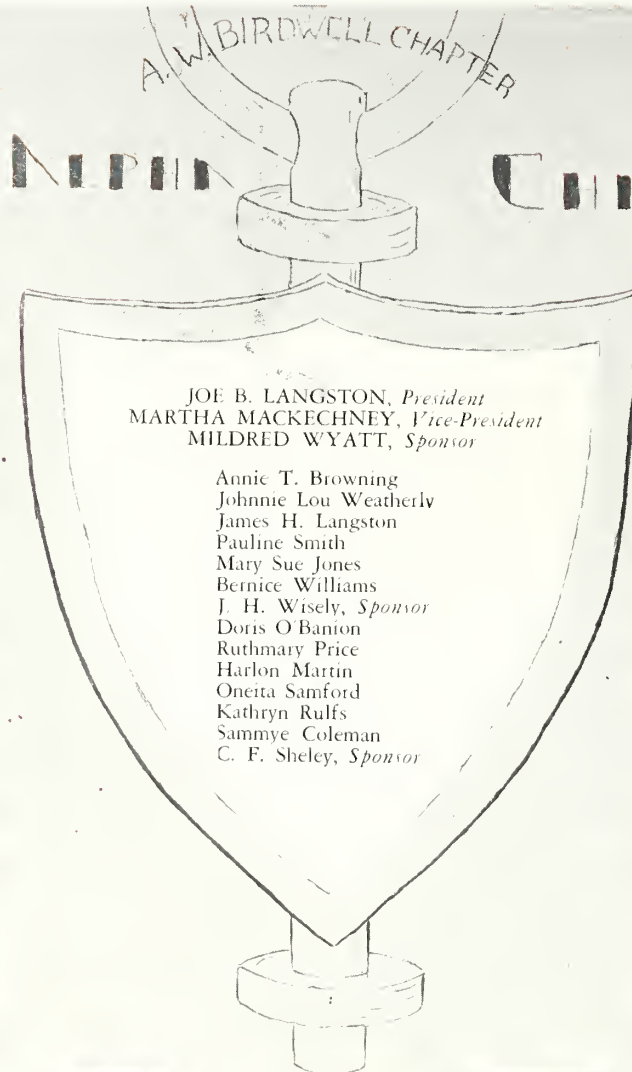 A. W. BIRDWELL CHAPTER
ALPHA CHI
JOE B. LANGSTON, President
MARTHA MACKECHNEY, Vice-President
MILDRED WYATT, Sponsor
Annie T. Browning
Johnnie Lou Weatherly
James H. Langston
Pauline Smith
Mary Sue Jones
Bernice Williams
J. H. Wisely, Sponsor
Doris O'Banion
Ruthmary Price
Harlon Martin
Oneita Samford
Kathryn Rulfs
Sammye Coleman
C. F. Sheley, Sponsor